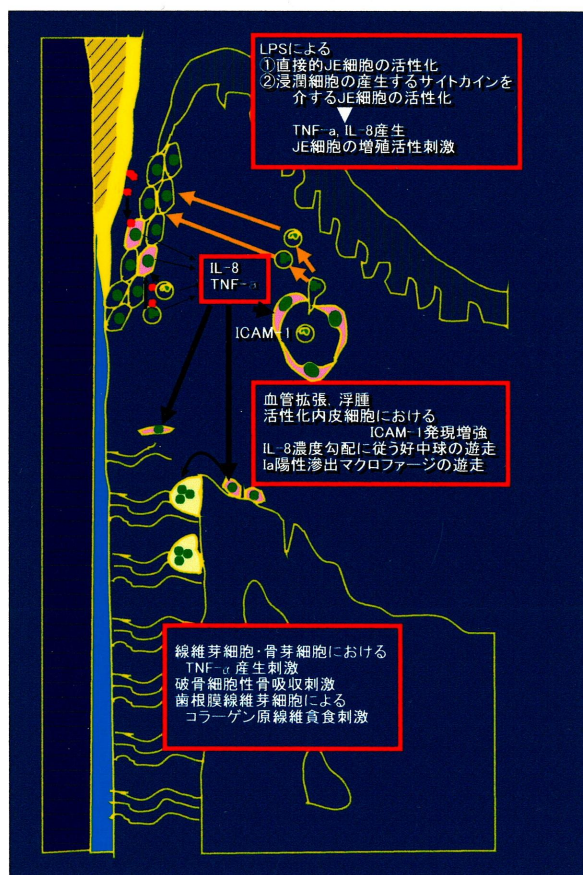 LPSによる
①直接的JE細胞の活性化
②浸潤細胞の産生するサイトカインを
介するJE細胞の活性化
TNF-a, IL-8産生
JE細胞の増殖活性刺激
IL-8
TNF-a
ICAM-1
血管拡張, 浮腫
活性化内皮細胞における
ICAM-1発現増強
IL-8濃度勾配に従う好中球の遊走
Ia陽性滲出マクロファージの遊走
線維芽細胞・骨芽細胞における
TNF-α産生刺激
破骨細胞性骨吸収刺激
歯根膜線維芽細胞による
コラーゲン原線維貪食刺激